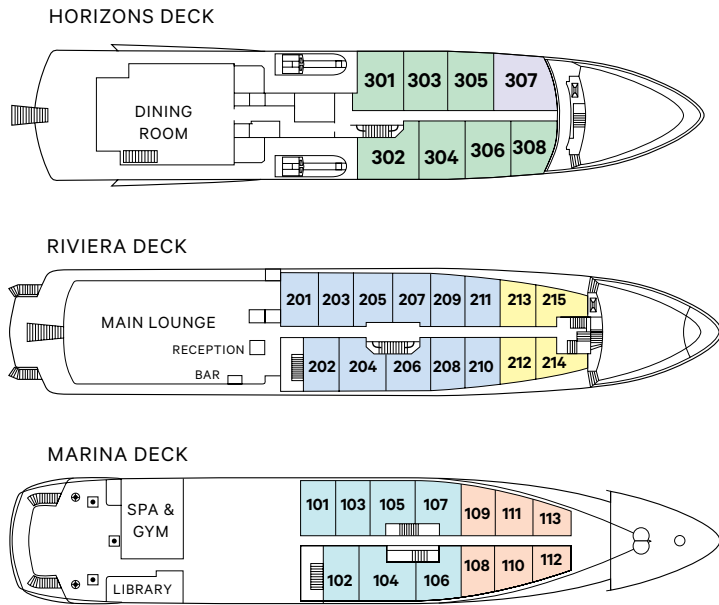 HORIZONS DECK
301 303 305 307
DINING
ROOM
302 304 306 308
RIVIERA DECK
201 203 205 207 209 211 213 215
MAIN LOUNGE
RECEPTION
BAR
202 204 206 208 210 212 214
MARINA DECK
101 103 105 107 109 111 113
SPA &
GYM
LIBRARY
102 104 106 108 110 112